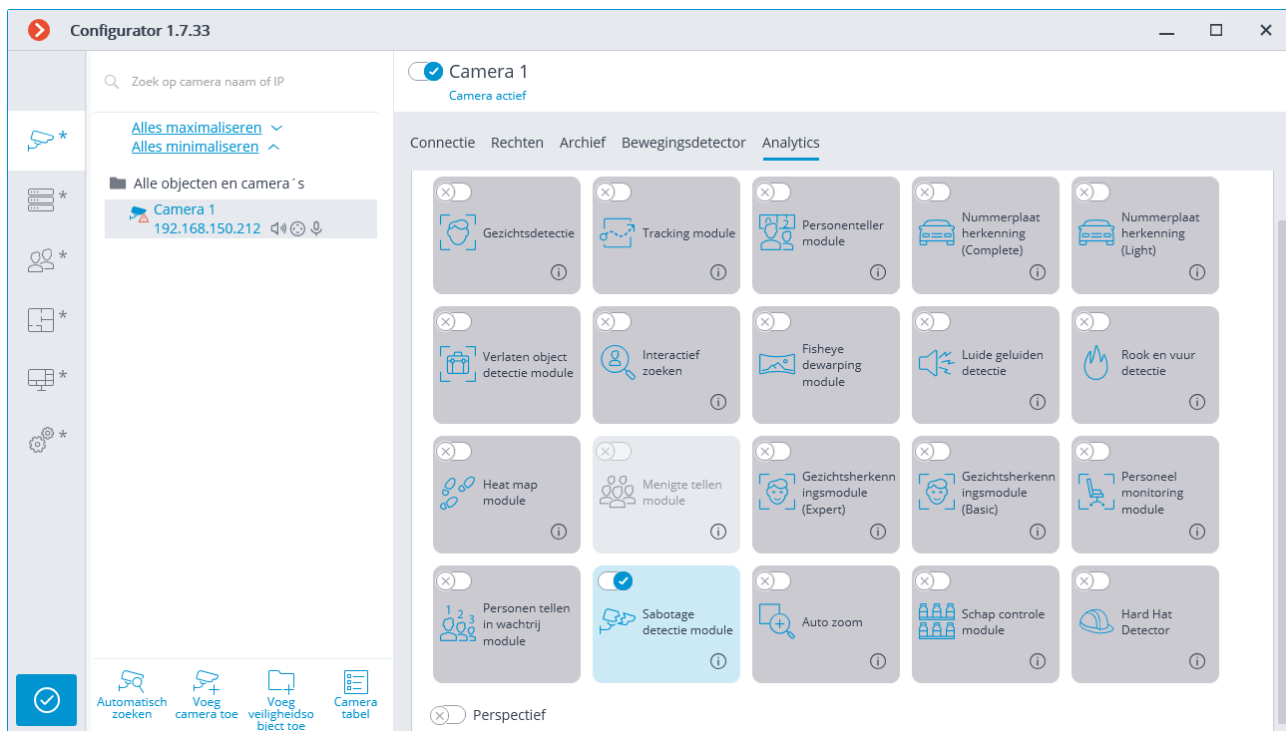 Configurator 1.7.33
Zoek op camera naam of IP
Alles maximaliseren
Alles minimaliseren
Alle objecten en camera´s
Camera 1
192.168.150.212
Automatisch
zoeken
Voeg
camera toe
Voeg
veiligheidso
bject toe
Camera
tabel
Camera 1
Camera actief
Connectie Rechten Archief Bewegingsdetector Analytics
Gezichtsdetectie
Tracking module
Personenteller
module
Nummerplaat
herkenning
(Complete)
Nummerplaat
herkenning
(Light)
Verlaten object
detectie module
Interactief
zoeken
Fisheye
dewarping
module
Luide geluiden
detectie
Rook en vuur
detectie
Heat map
module
Menigte tellen
module
Gezichtsherkenn
ingsmodule
(Expert)
Gezichtsherkenn
ingsmodule
(Basic)
Personeel
monitoring
module
1 2 3
Personen tellen
in wachtrij
module
Sabotage
detectie module
Auto zoom
Schap controle
module
Hard Hat
Detector
Perspectief